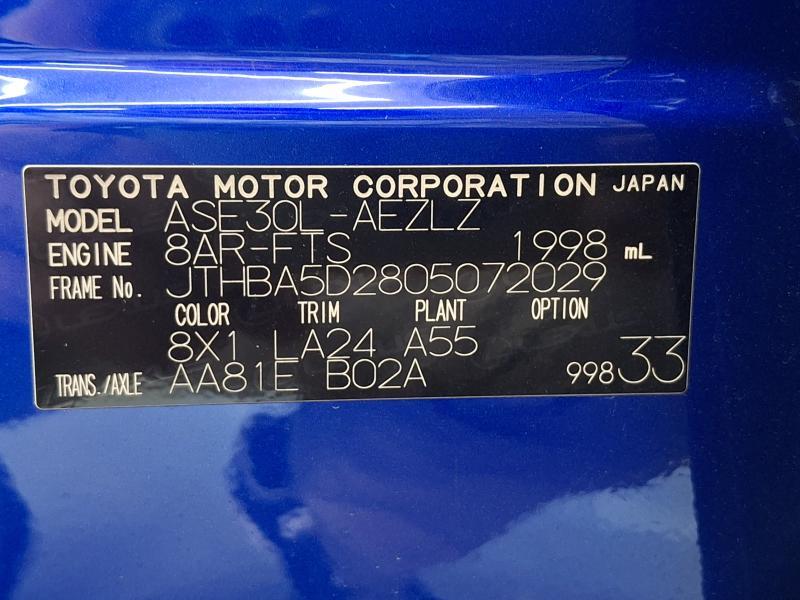 TOYOTA MOTOR CORPORATION JAPAN
MODEL ASE30L-AEZLZ
ENGINE 8AR-FTS 1998 mL
FRAME No. JTHBA5D2805072029
COLOR TRIM PLANT OPTION
8X1 LA24 A55
TRANS./AXLE AA81E B02A 998 33